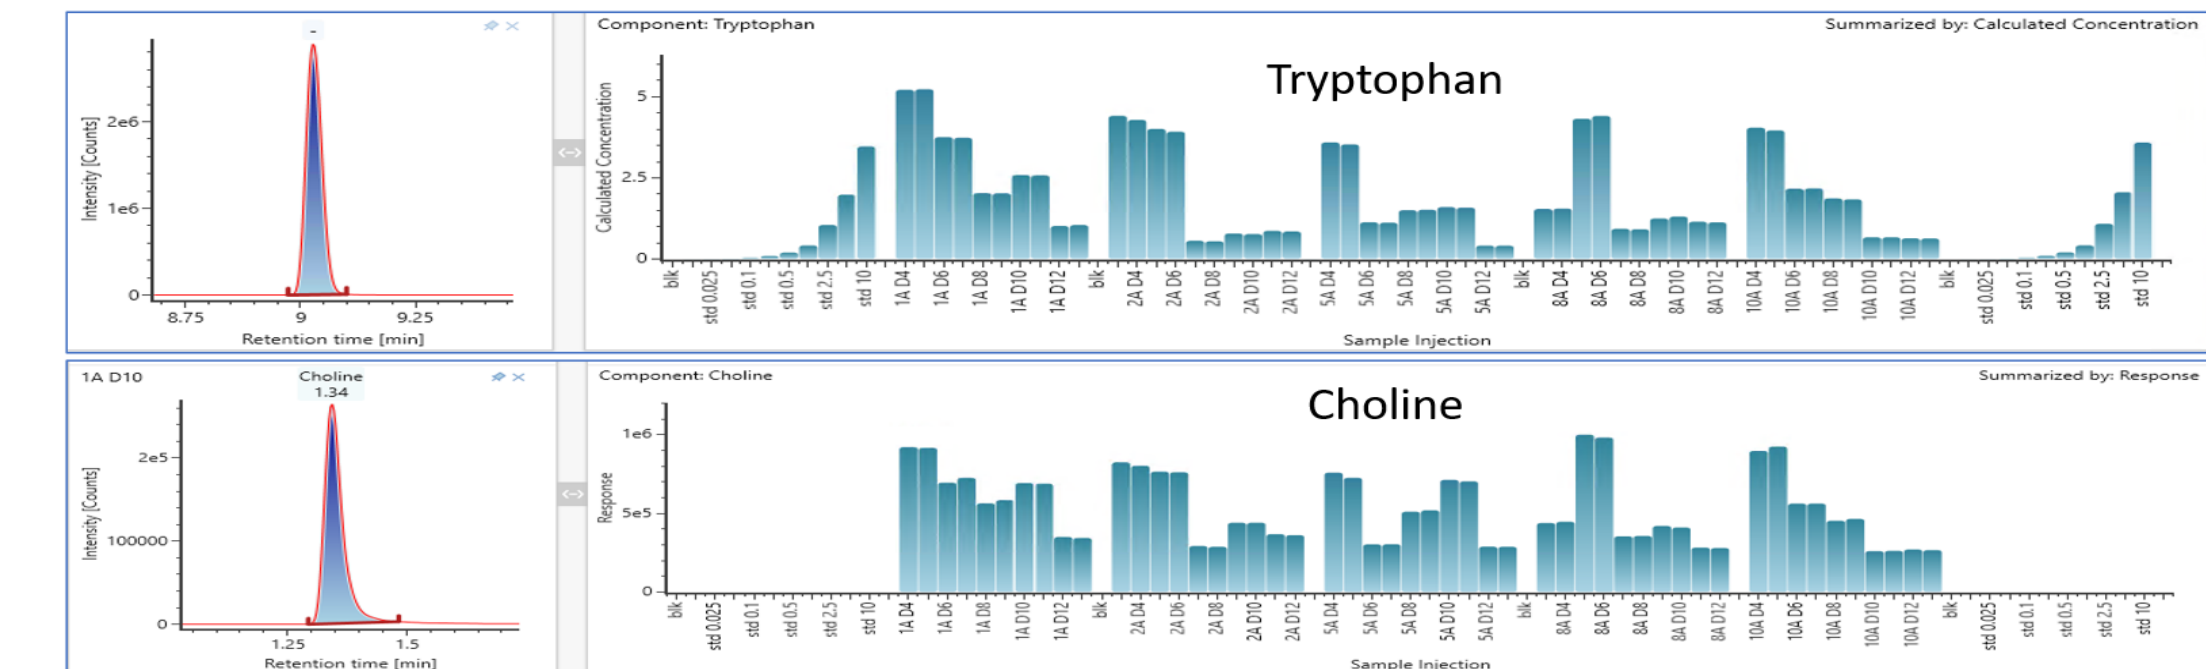 -
Intensity [Counts]
2e6
1e6
0
8.75 9 9.25
Retention time [min]
<->
Component: Tryptophan Summarized by: Calculated Concentration
Tryptophan
Calculated Concentration
5
2.5
0
blk std 0.025 std 0.1 std 0.5 std 2.5 std 10 1A D4 1A D6 1A D8 1A D10 1A D12 blk 2A D4 2A D6 2A D8 2A D10 2A D12 5A D4 5A D6 5A D8 5A D10 5A D12 blk 8A D4 8A D6 8A D8 8A D10 8A D12 10A D4 10A D6 10A D8 10A D10 10A D12 blk std 0.025 std 0.1 std 0.5 std 2.5 std 10
Sample Injection
1A D10
Choline
1.34
Intensity [Counts]
2e5
100000
0
1.25 1.5
Retention time [min]
<->
Component: Choline Summarized by: Response
Choline
Response
1e6
5e5
0
blk std 0.025 std 0.1 std 0.5 std 2.5 std 10 1A D4 1A D6 1A D8 1A D10 1A D12 blk 2A D4 2A D6 2A D8 2A D10 2A D12 5A D4 5A D6 5A D8 5A D10 5A D12 blk 8A D4 8A D6 8A D8 8A D10 8A D12 10A D4 10A D6 10A D8 10A D10 10A D12 blk std 0.025 std 0.1 std 0.5 std 2.5 std 10
Sample Injection